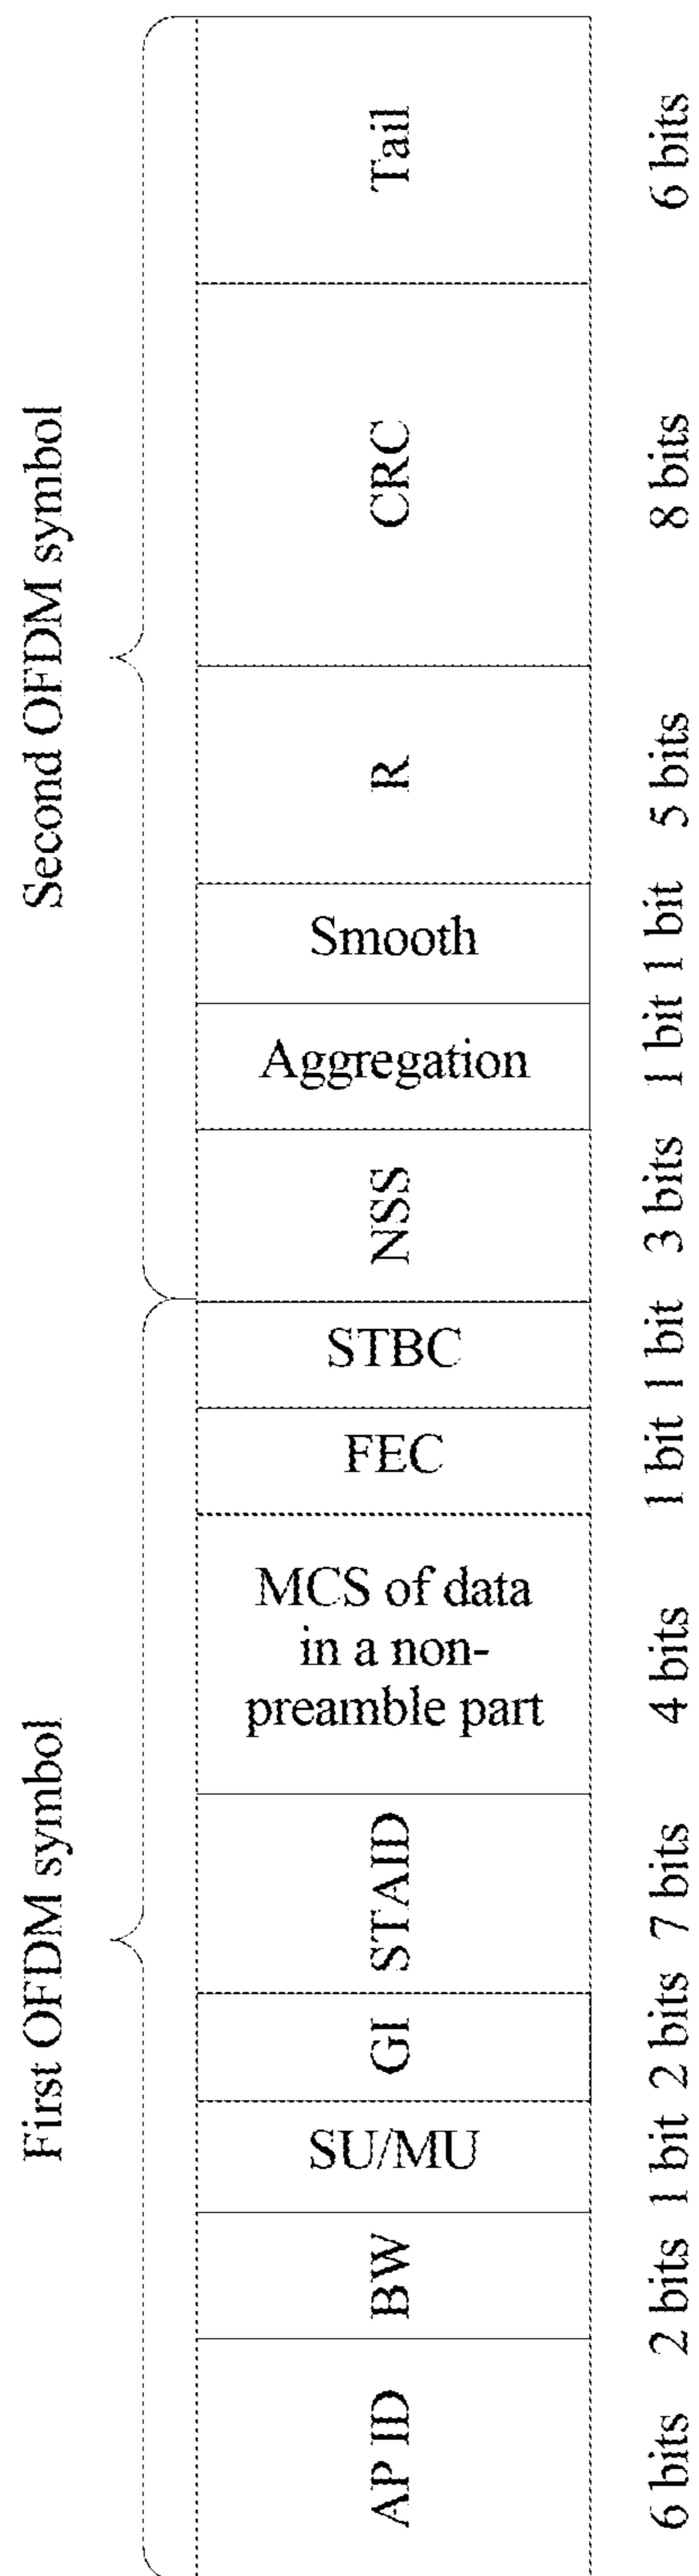 First OFDM symbol
Second OFDM symbol
AP ID
BW
SU/MU
GI
STAID
MCS of data
in a non-
preamble part
FEC
STBC
NSS
Aggregation
Smooth
R
CRC
Tail
6 bits
2 bits
1 bit
2 bits
7 bits
4 bits
1 bit
1 bit
3 bits
1 bit
1 bit
5 bits
8 bits
6 bits